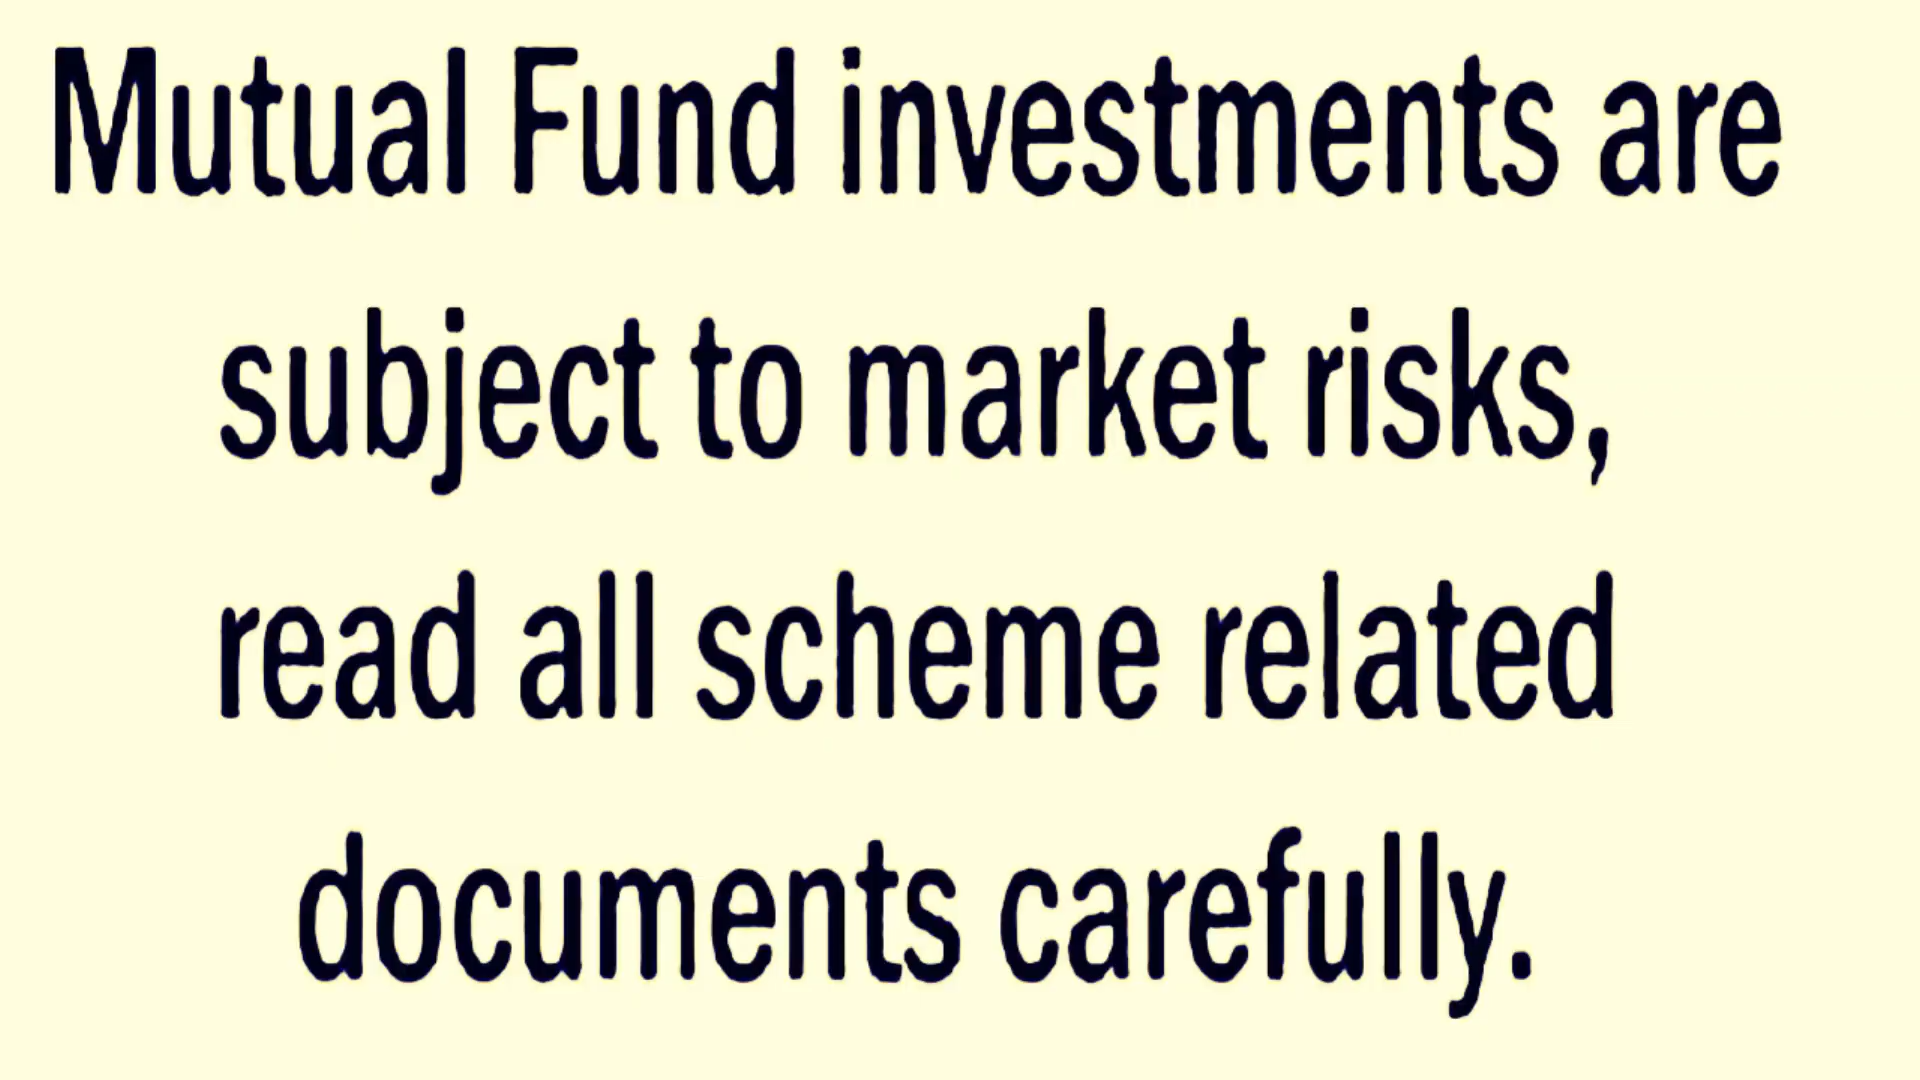 Mutual Fund investments are
subject to market risks,
read all scheme related
documents carefully.